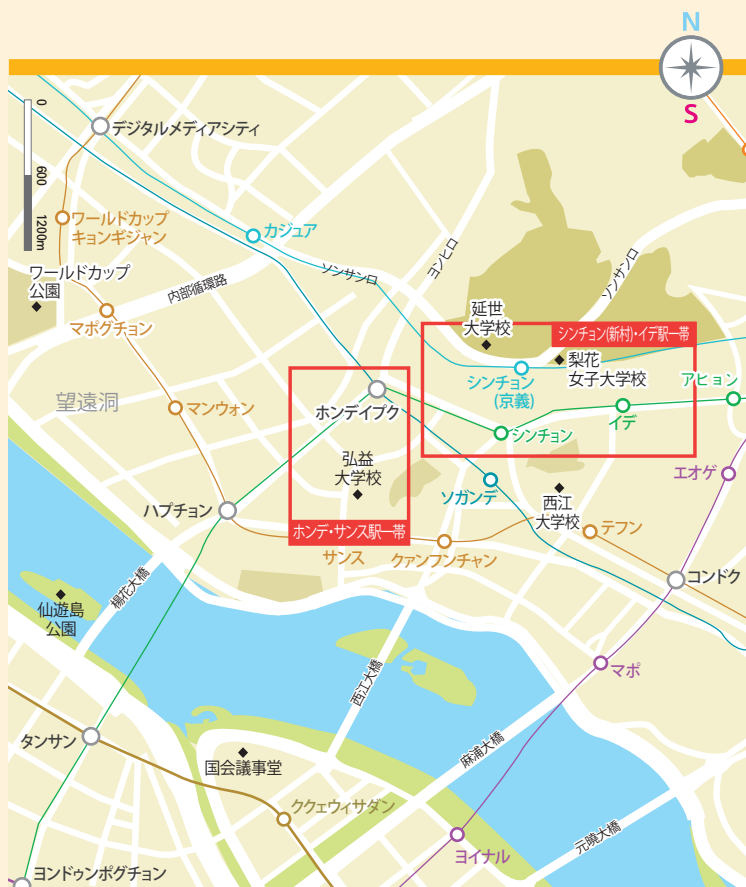 N
S
0
600
1200m
デジタルメディアシティ
ワールドカップ
キョンギジャン
カジュア
ヨンヒロ
ソンサンロ
ソンサンロ
ワールドカップ
公園
内部循環路
マポグチョン
延世
大学校
シンチョン(新村)・イデ駅一帯
梨花
女子大学校
シンチョン
(京義)
アヒョン
望遠洞
マンウォン
ホンデイプク
イデ
シンチョン
弘益
大学校
エオゲ
ソガンデ
西江
大学校
ハプチョン
ホンデ・サンス駅一帯
サンス
クァンフンチャン
テフン
コンドク
楊花大橋
仙遊島
公園
西江大橋
マポ
タンサン
国会議事堂
麻浦大橋
ククェウィサダン
元曉大橋
ヨイナル
ヨンドゥンポグチョン